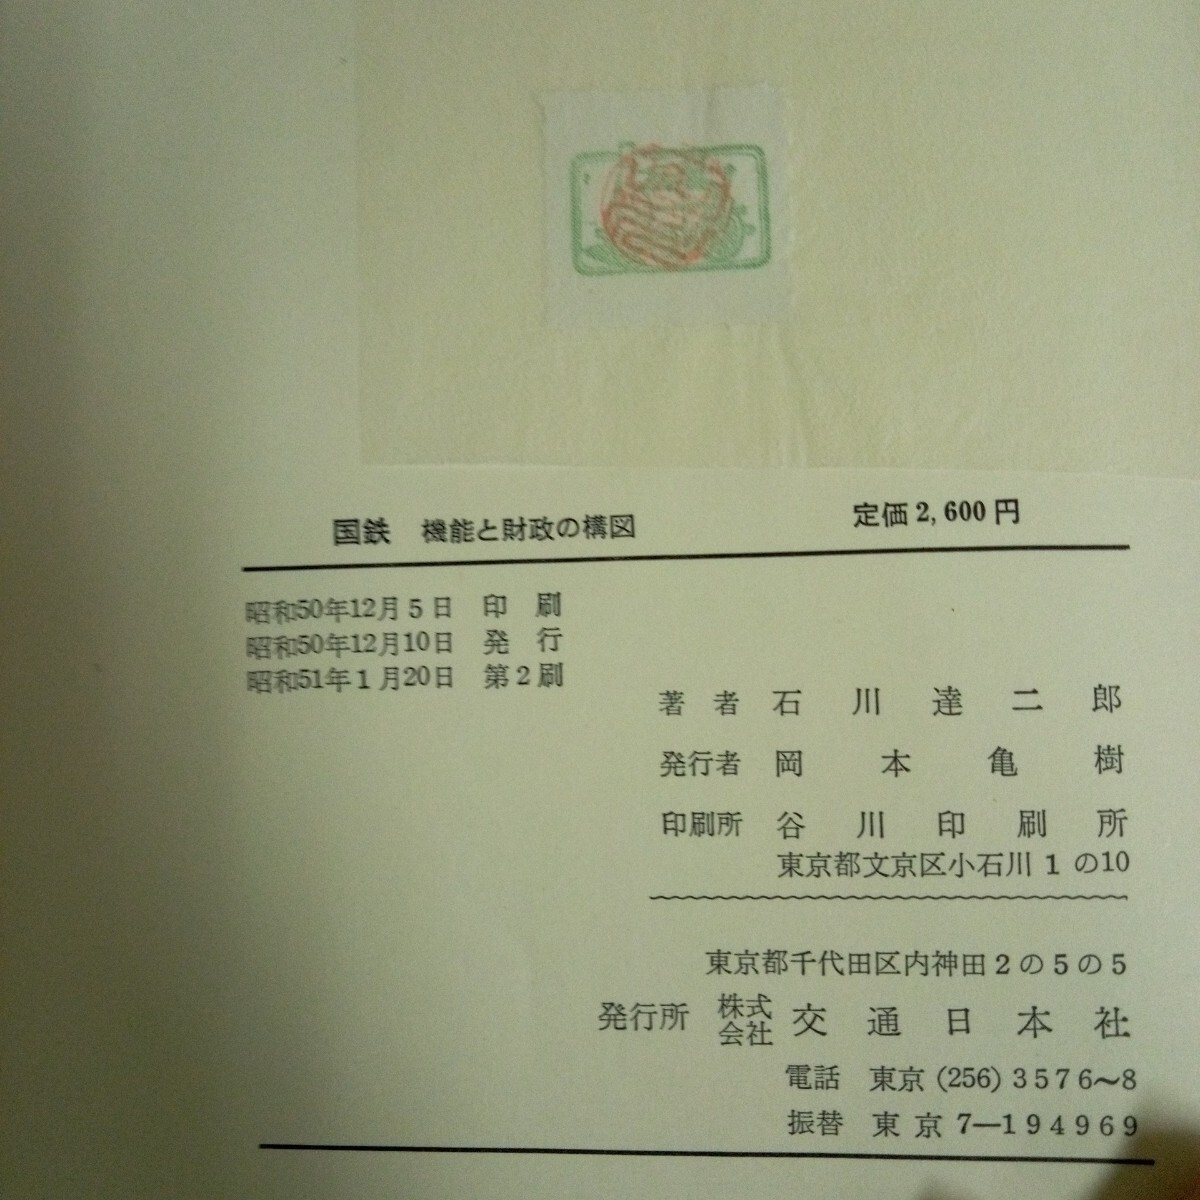 国鉄　機能と財政の構図　定価2,600円
昭和50年12月5日　印　刷
昭和50年12月10日　発　行
昭和51年1月20日　第2刷
著　者　石　川　達　二　郎
発行者　岡　本　亀　樹
印刷所　谷　川　印　刷　所
東京都文京区小石川1の10
東京都千代田区内神田2の5の5
発行所　株式会社　交　通　日　本　社
電話　東京(256)3576〜8
振替　東京7―194969